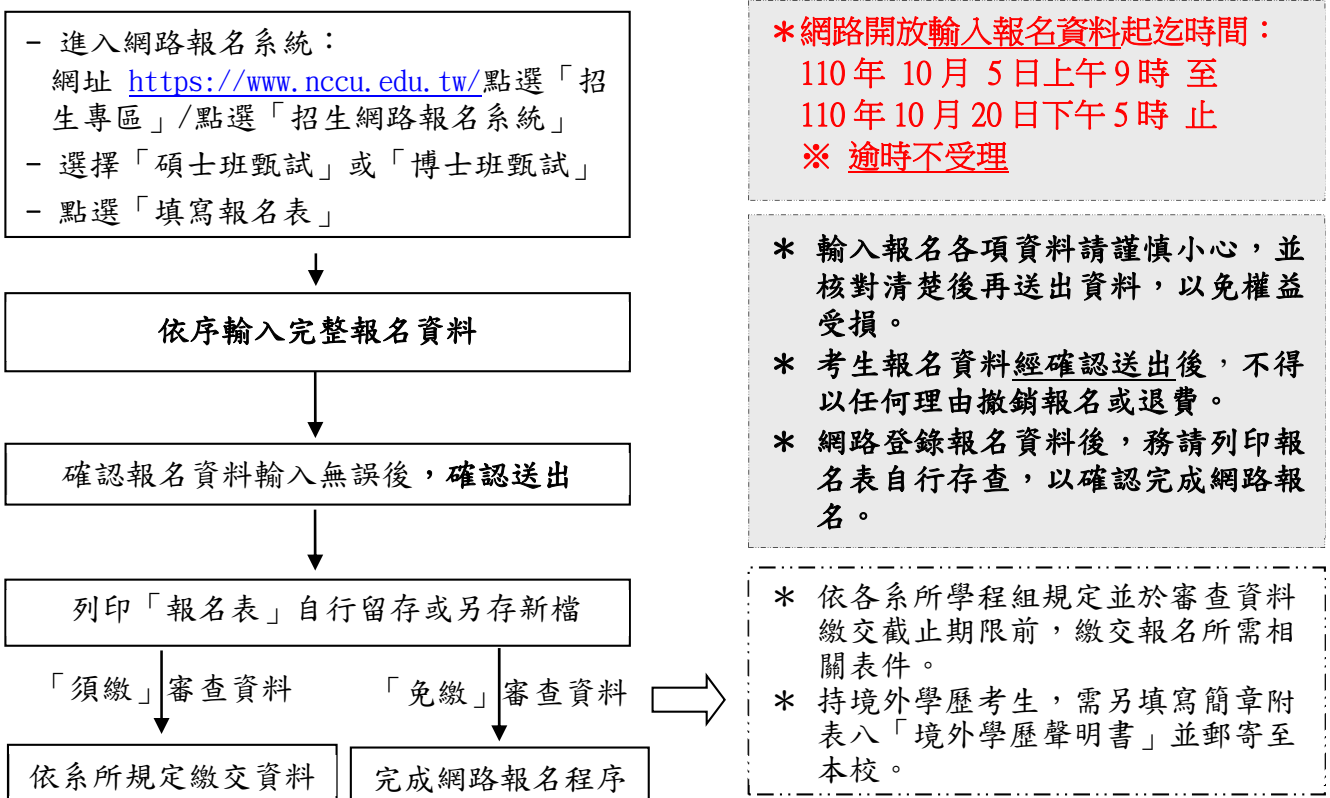 - 進入網路報名系統：
網址 https://www.nccu.edu.tw/點選「招
生專區」/點選「招生網路報名系統」
- 選擇「碩士班甄試」或「博士班甄試」
- 點選「填寫報名表」
依序輸入完整報名資料
確認報名資料輸入無誤後，確認送出
列印「報名表」自行留存或另存新檔
「須繳」審查資料
「免繳」審查資料
依系所規定繳交資料
完成網路報名程序
＊網路開放輸入報名資料起迄時間：
110 年 10 月 5 日上午 9 時 至
110 年 10 月 20 日下午 5 時 止
※ 逾時不受理
＊ 輸入報名各項資料請謹慎小心，並
核對清楚後再送出資料，以免權益
受損。
＊ 考生報名資料經確認送出後，不得
以任何理由撤銷報名或退費。
＊ 網路登錄報名資料後，務請列印報
名表自行存查，以確認完成網路報
名。
＊ 依各系所學程組規定並於審查資料
繳交截止期限前，繳交報名所需相
關表件。
＊ 持境外學歷考生，需另填寫簡章附
表八「境外學歷聲明書」並郵寄至
本校。